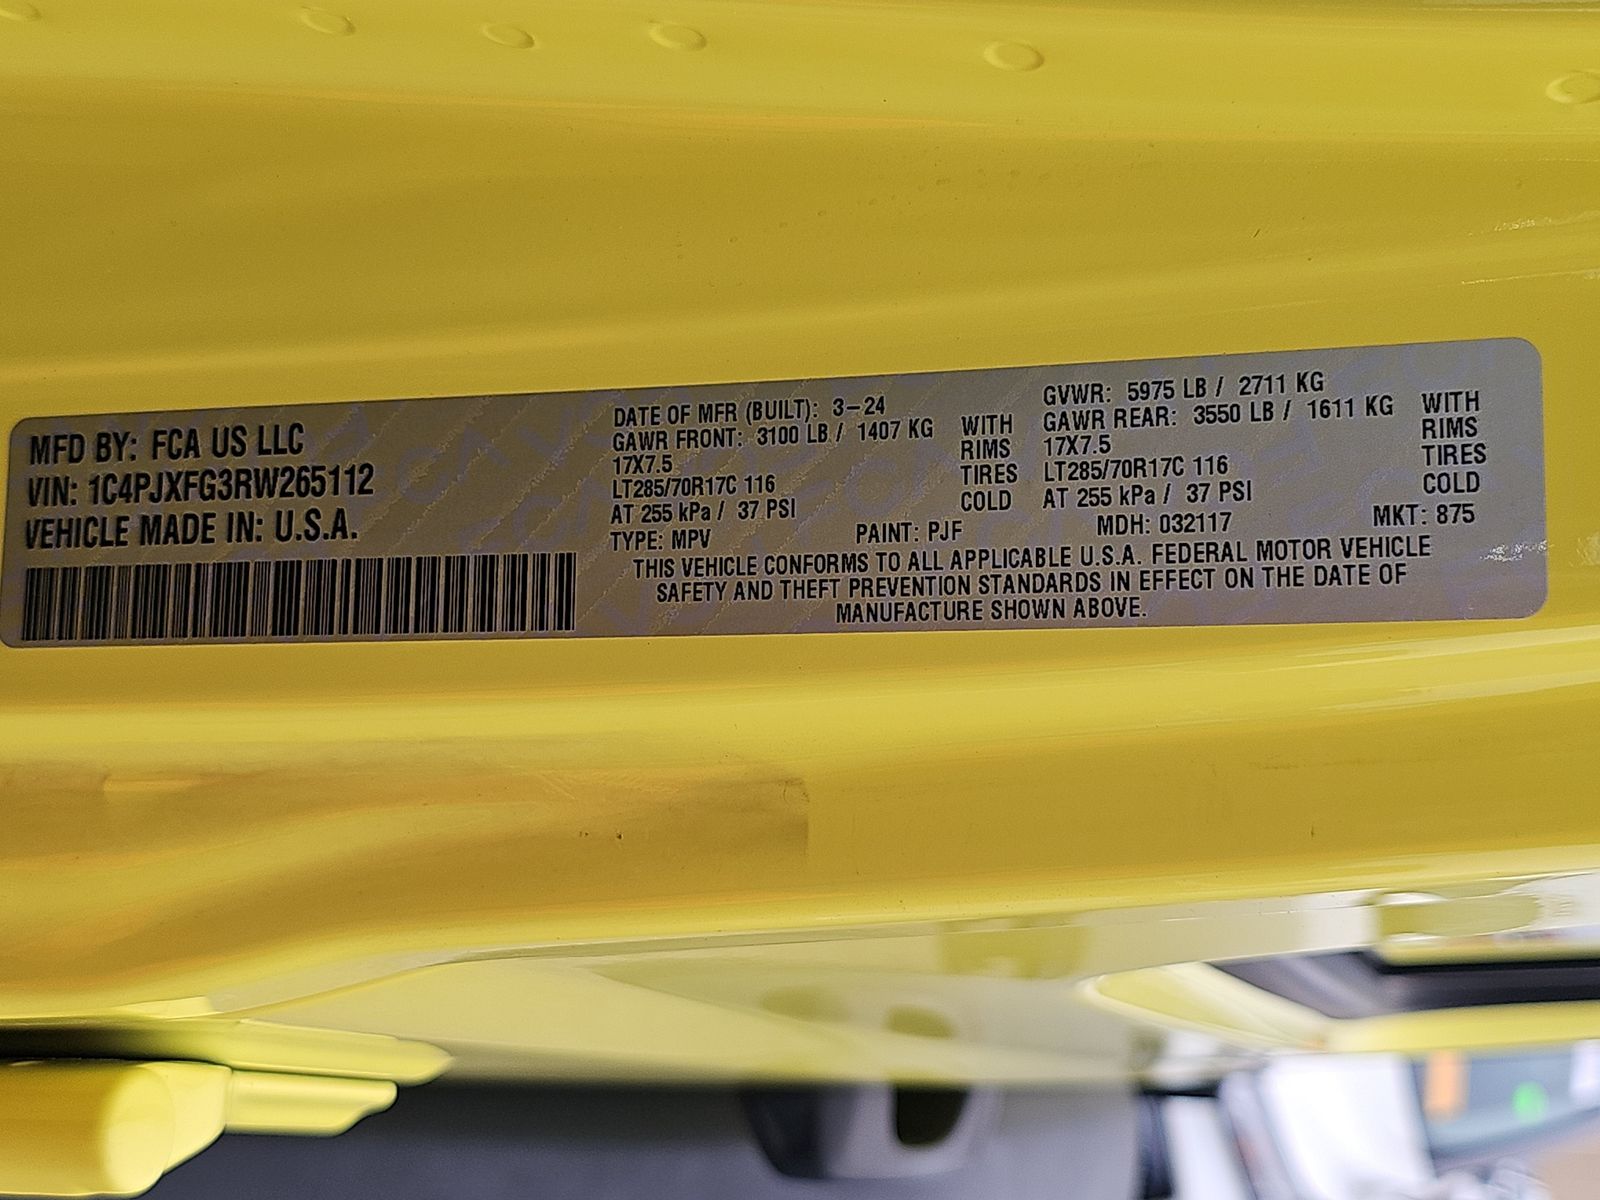 MFD BY: FCA US LLC
VIN: 1C4PJXFG3RW265112
VEHICLE MADE IN: U.S.A.
DATE OF MFR (BUILT): 3-24
GAWR FRONT: 3100 LB / 1407 KG WITH
17X7.5 RIMS
LT285/70R17C 116 TIRES
AT 255 kPa / 37 PSI COLD
GVWR: 5975 LB / 2711 KG
GAWR REAR: 3550 LB / 1611 KG WITH
17X7.5 RIMS
LT285/70R17C 116 TIRES
AT 255 kPa / 37 PSI COLD
TYPE: MPV PAINT: PJF MDH: 032117 MKT: 875
THIS VEHICLE CONFORMS TO ALL APPLICABLE U.S.A. FEDERAL MOTOR VEHICLE
SAFETY AND THEFT PREVENTION STANDARDS IN EFFECT ON THE DATE OF
MANUFACTURE SHOWN ABOVE.